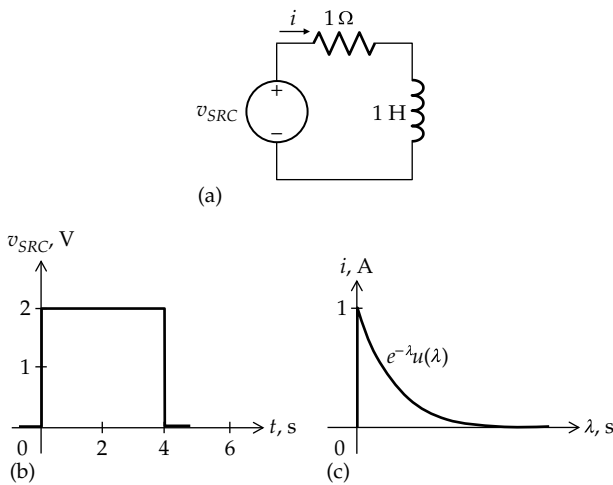 i
1 Ω
+
v_SRC
−
1 H
(a)
v_SRC, V
2
1
0
2
4
6
t, s
(b)
i, A
1
e^{−λ}u(λ)
0
λ, s
(c)